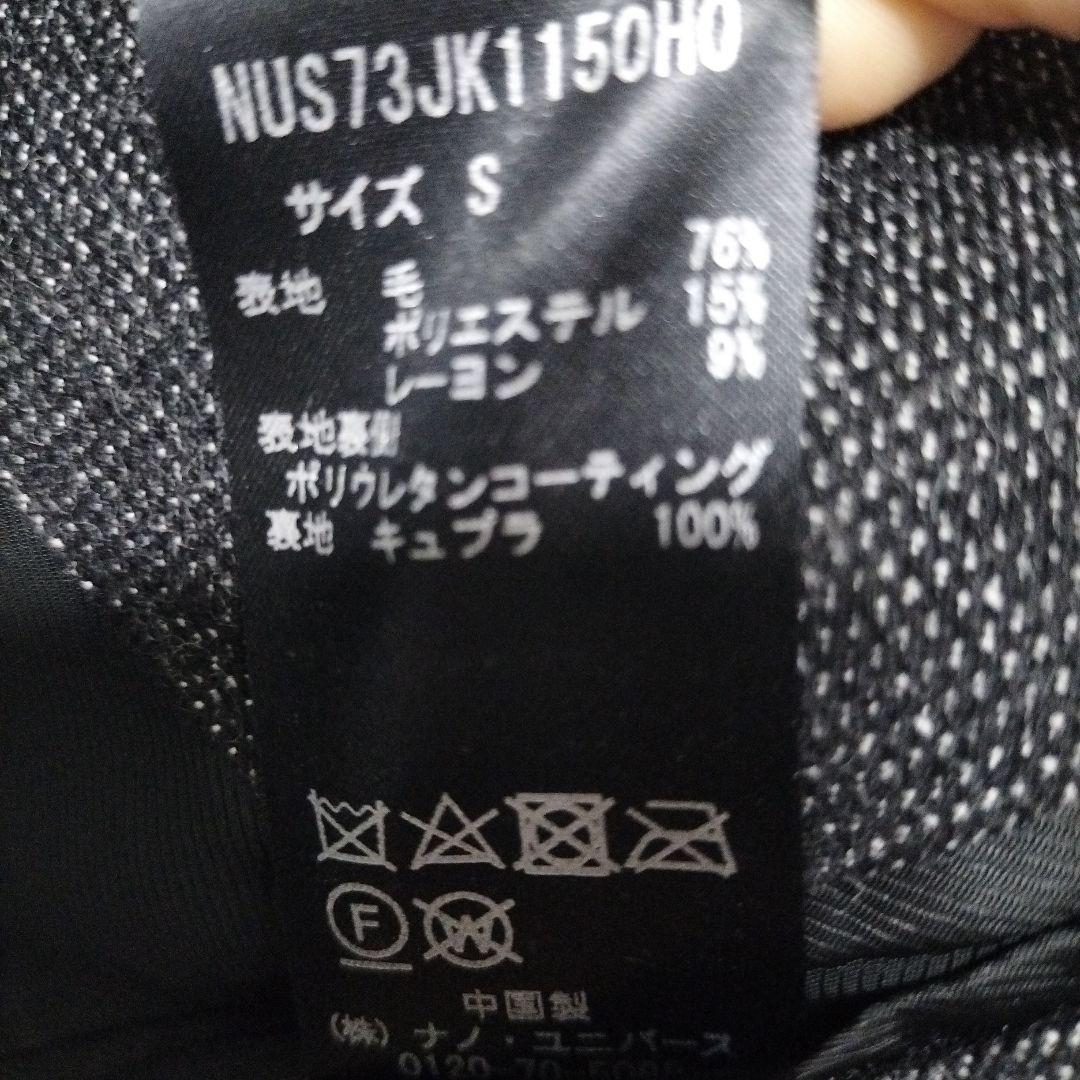 NUS73JK1150H0
サイズ S
表地 毛 76%
ポリエステル 15%
レーヨン 9%
表地裏側
ポリウレタンコーティング
裏地 キュプラ 100%
F W
中国製
(株)ナノ・ユニバース
0120-70-